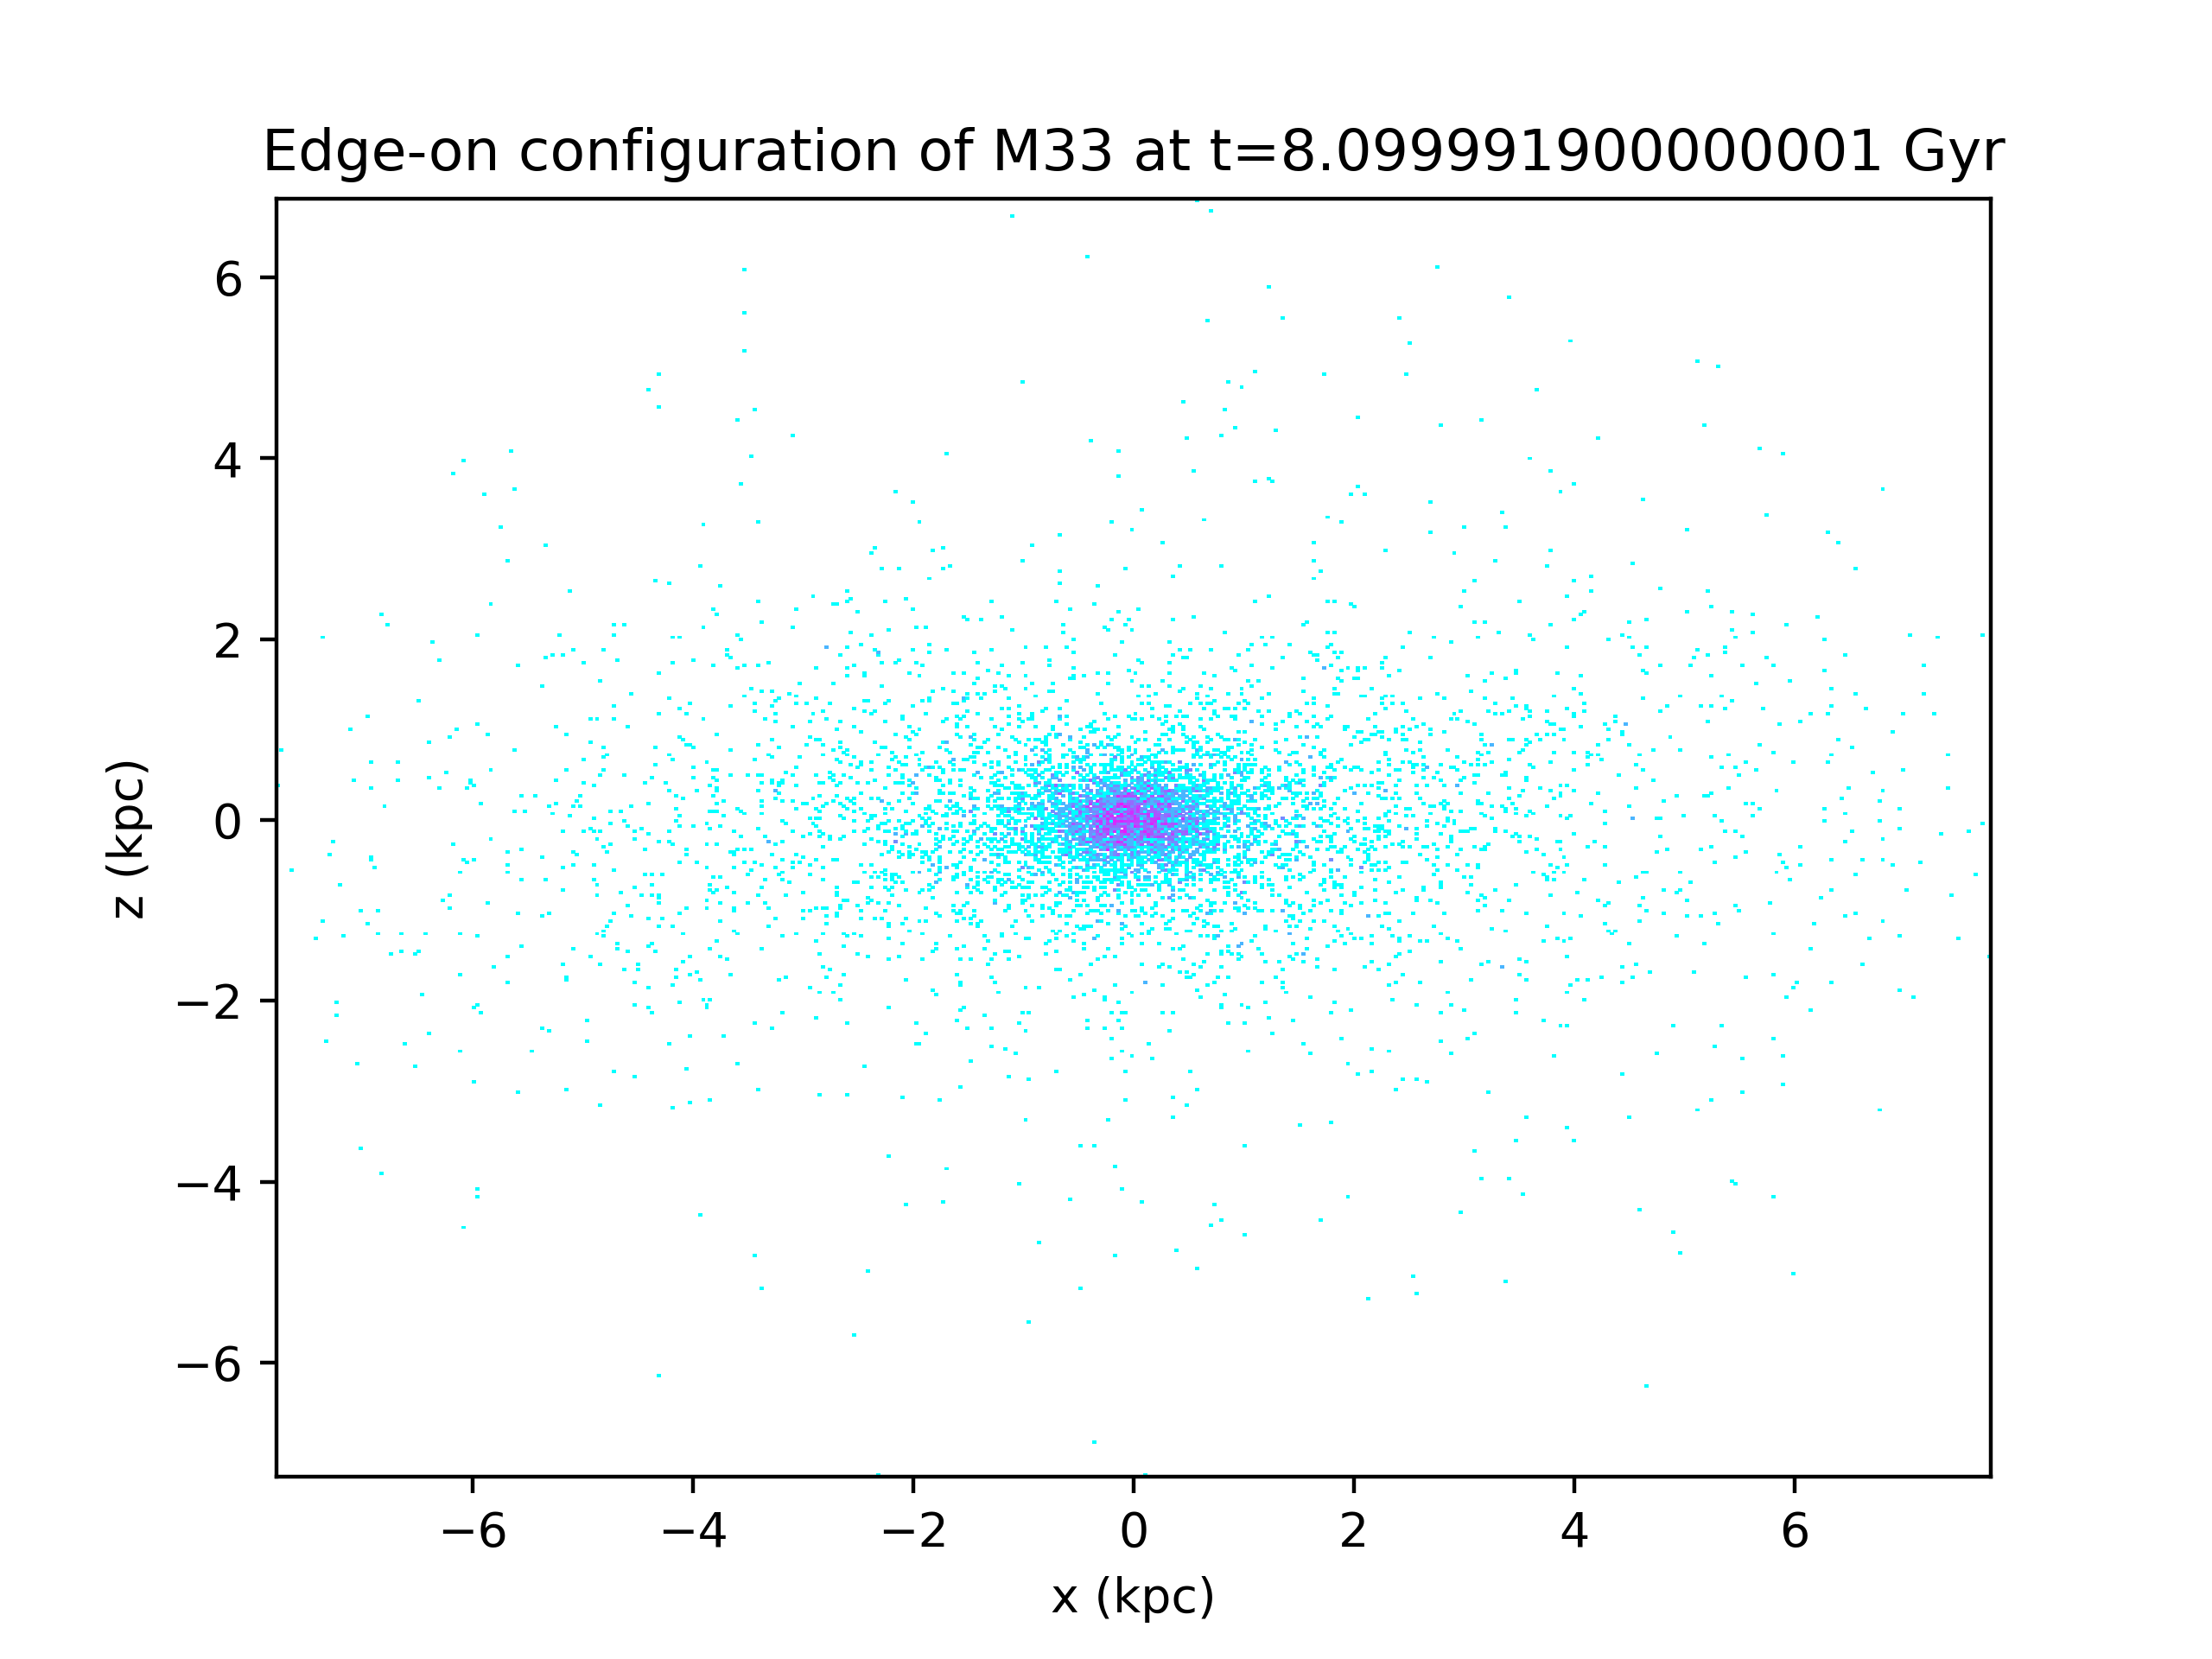 Edge-on configuration of M33 at t=8.099991900000001 Gyr
6
4
2
0
−2
−4
−6
z (kpc)
−6 −4 −2 0 2 4 6
x (kpc)